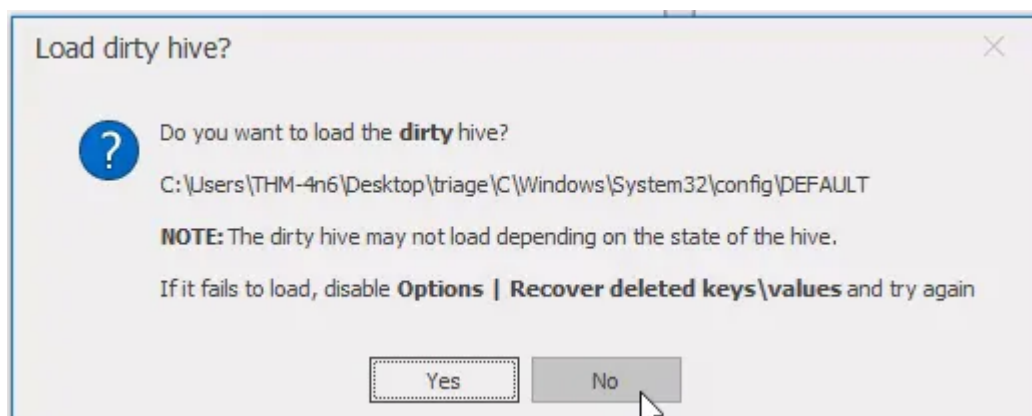 Load dirty hive?
Do you want to load the dirty hive?
C:\Users\THM-4n6\Desktop\triage\C\Windows\System32\config\DEFAULT
NOTE: The dirty hive may not load depending on the state of the hive.
If it fails to load, disable Options | Recover deleted keys\values and try again
Yes No